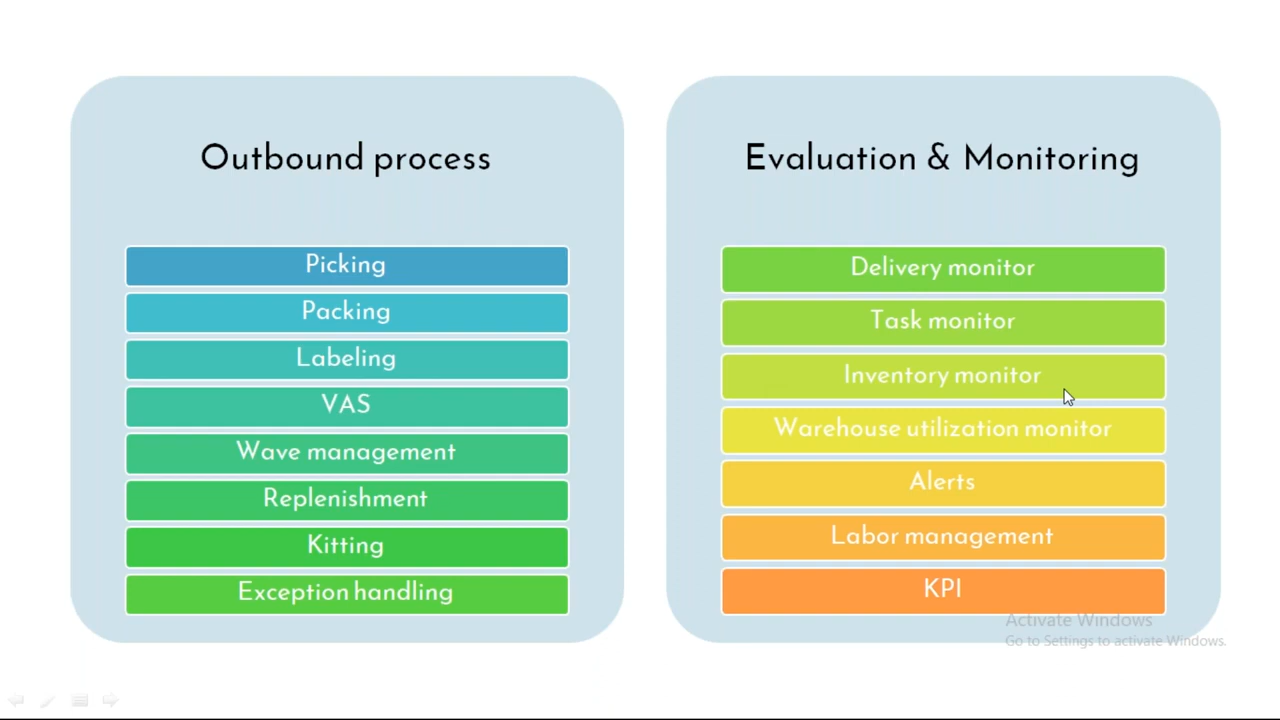 Outbound process
Picking
Packing
Labeling
VAS
Wave management
Replenishment
Kitting
Exception handling
Evaluation & Monitoring
Delivery monitor
Task monitor
Inventory monitor
Warehouse utilization monitor
Alerts
Labor management
KPI
Activate Windows
Go to Settings to activate Windows.